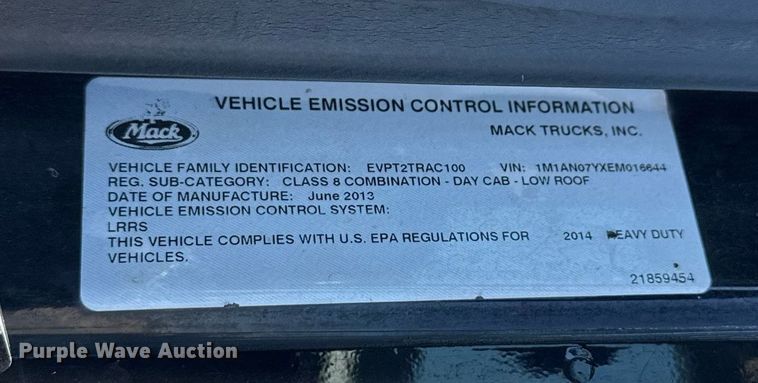 VEHICLE EMISSION CONTROL INFORMATION
Mack
MACK TRUCKS, INC.
VEHICLE FAMILY IDENTIFICATION: EVPT2TRAC100 VIN: 1M1AN07YXEM016644
REG. SUB-CATEGORY: CLASS 8 COMBINATION - DAY CAB - LOW ROOF
DATE OF MANUFACTURE: June 2013
VEHICLE EMISSION CONTROL SYSTEM:
LRRS
THIS VEHICLE COMPLIES WITH U.S. EPA REGULATIONS FOR 2014 HEAVY DUTY
VEHICLES.
21859454
Purple Wave Auction